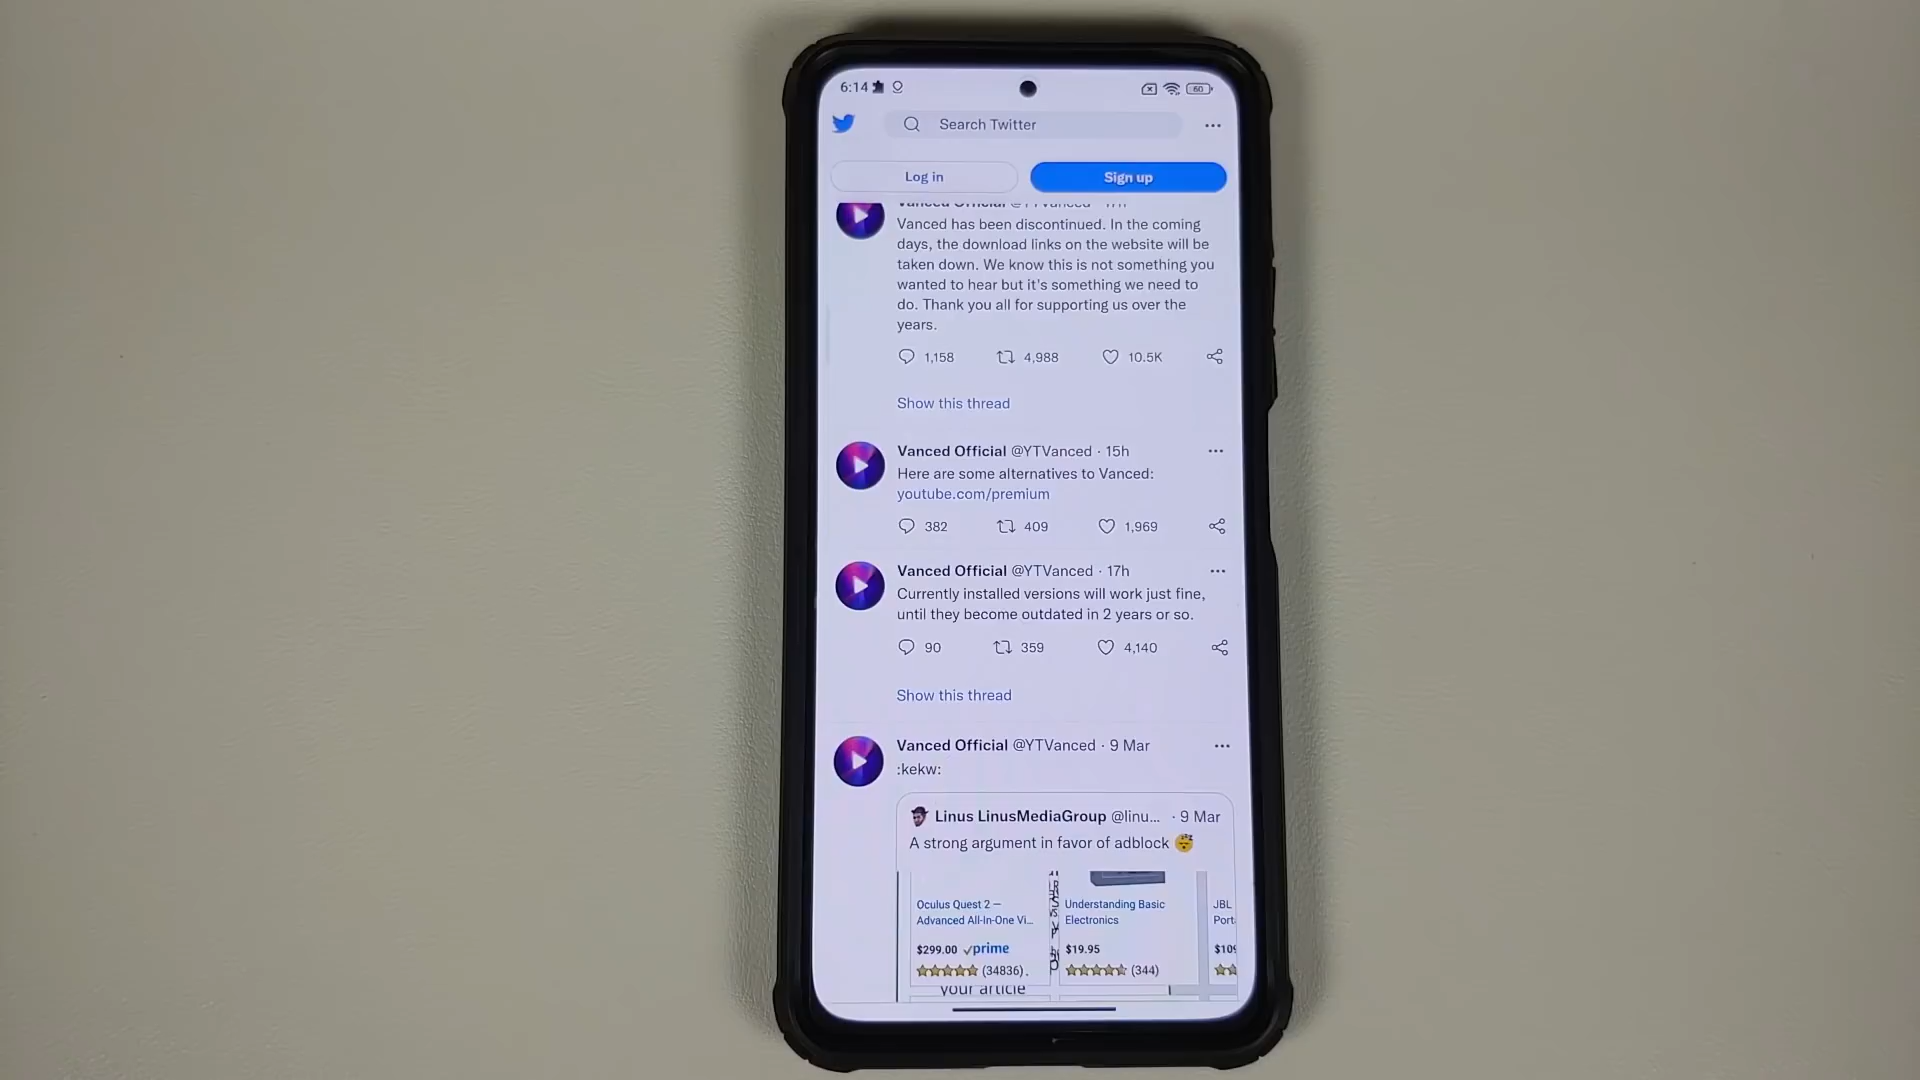 6:14
60
Search Twitter
Log in
Sign up
Vanced Official @YTVanced · 17h
Vanced has been discontinued. In the coming
days, the download links on the website will be
taken down. We know this is not something you
wanted to hear but it's something we need to
do. Thank you all for supporting us over the
years.
1,158 4,988 10.5K
Show this thread
Vanced Official @YTVanced · 15h
Here are some alternatives to Vanced:
youtube.com/premium
382 409 1,969
Vanced Official @YTVanced · 17h
Currently installed versions will work just fine,
until they become outdated in 2 years or so.
90 359 4,140
Show this thread
Vanced Official @YTVanced · 9 Mar
:kekw:
Linus LinusMediaGroup @linu... · 9 Mar
A strong argument in favor of adblock 😴
Oculus Quest 2 —
Advanced All-In-One Vi...
$299.00 prime
(34836)
Understanding Basic
Electronics
$19.95
(344)
JBL
Port
$109
your article